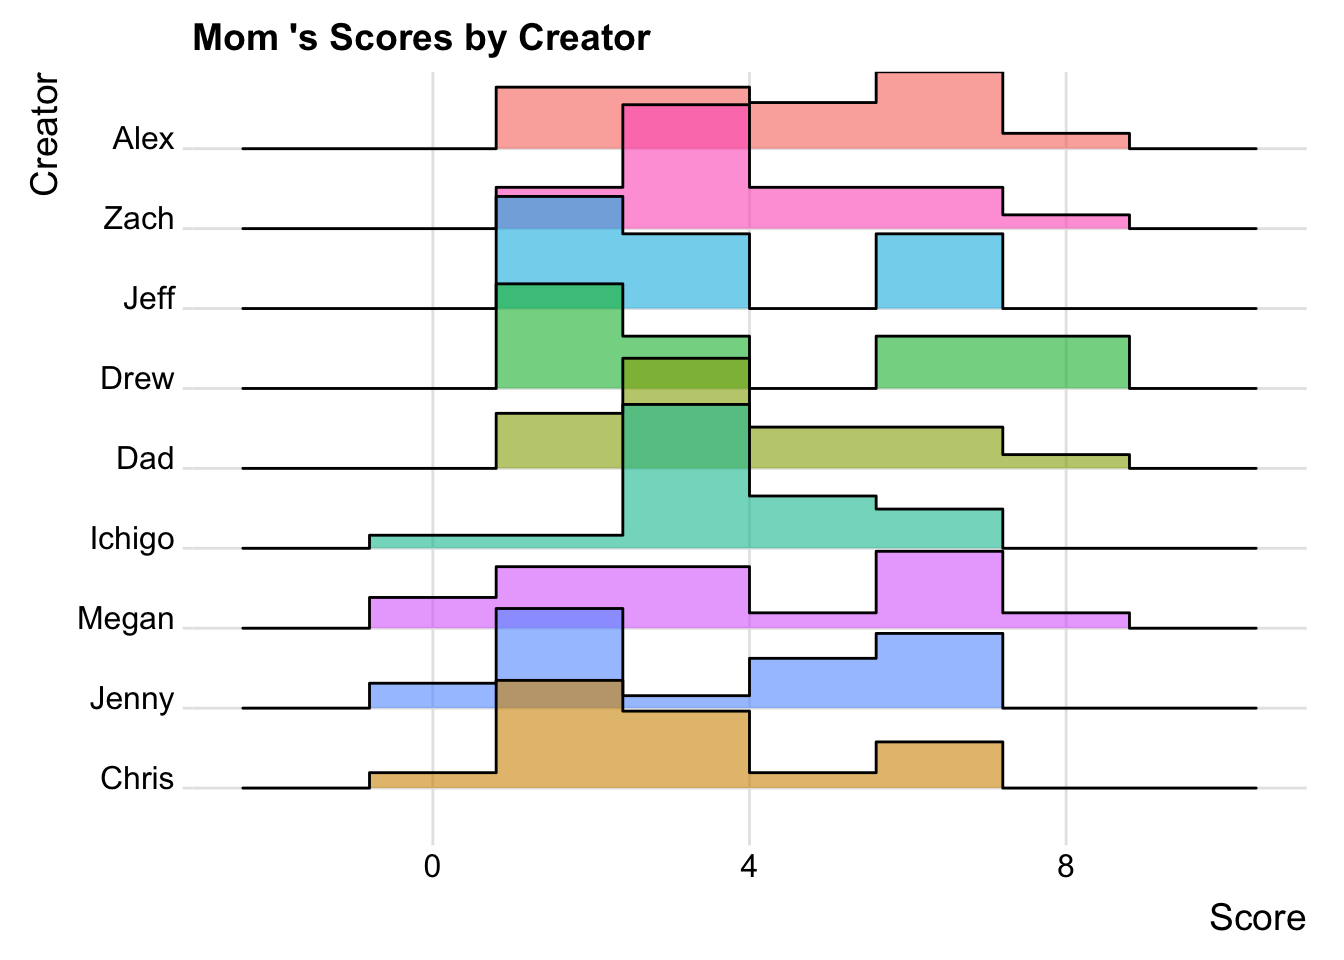 Mom 's Scores by Creator
Creator
Alex
Zach
Jeff
Drew
Dad
Ichigo
Megan
Jenny
Chris
0 4 8
Score